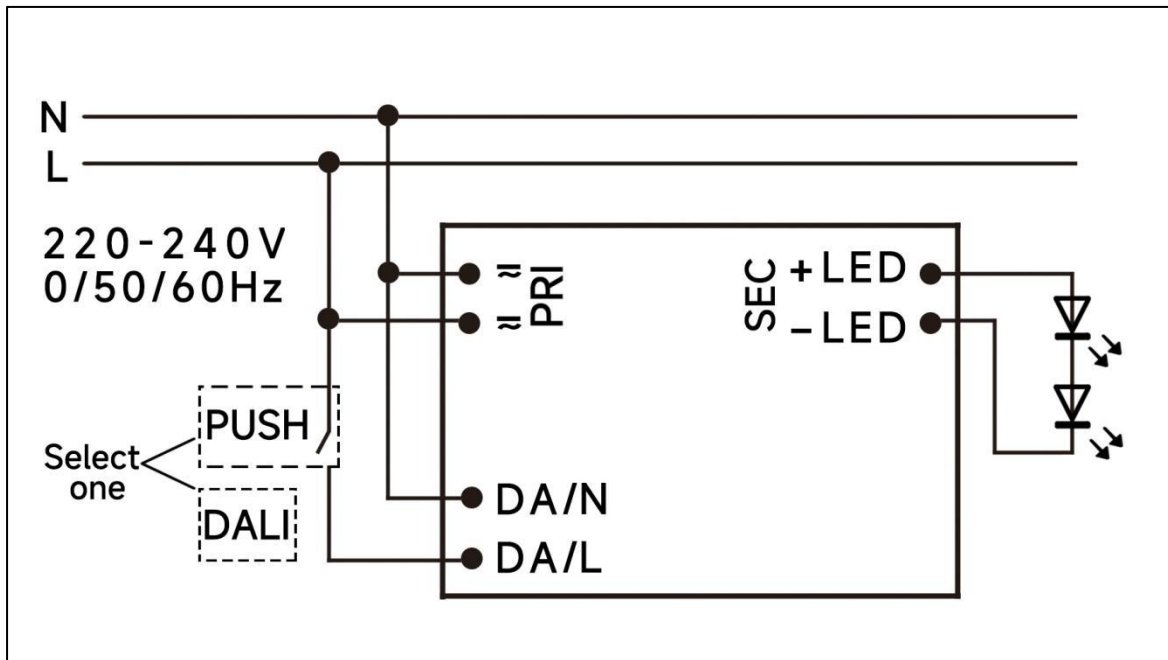 N
L
220-240V
0/50/60Hz
PRI
SEC
+LED
-LED
PUSH
Select
one
DALI
DA/N
DA/L